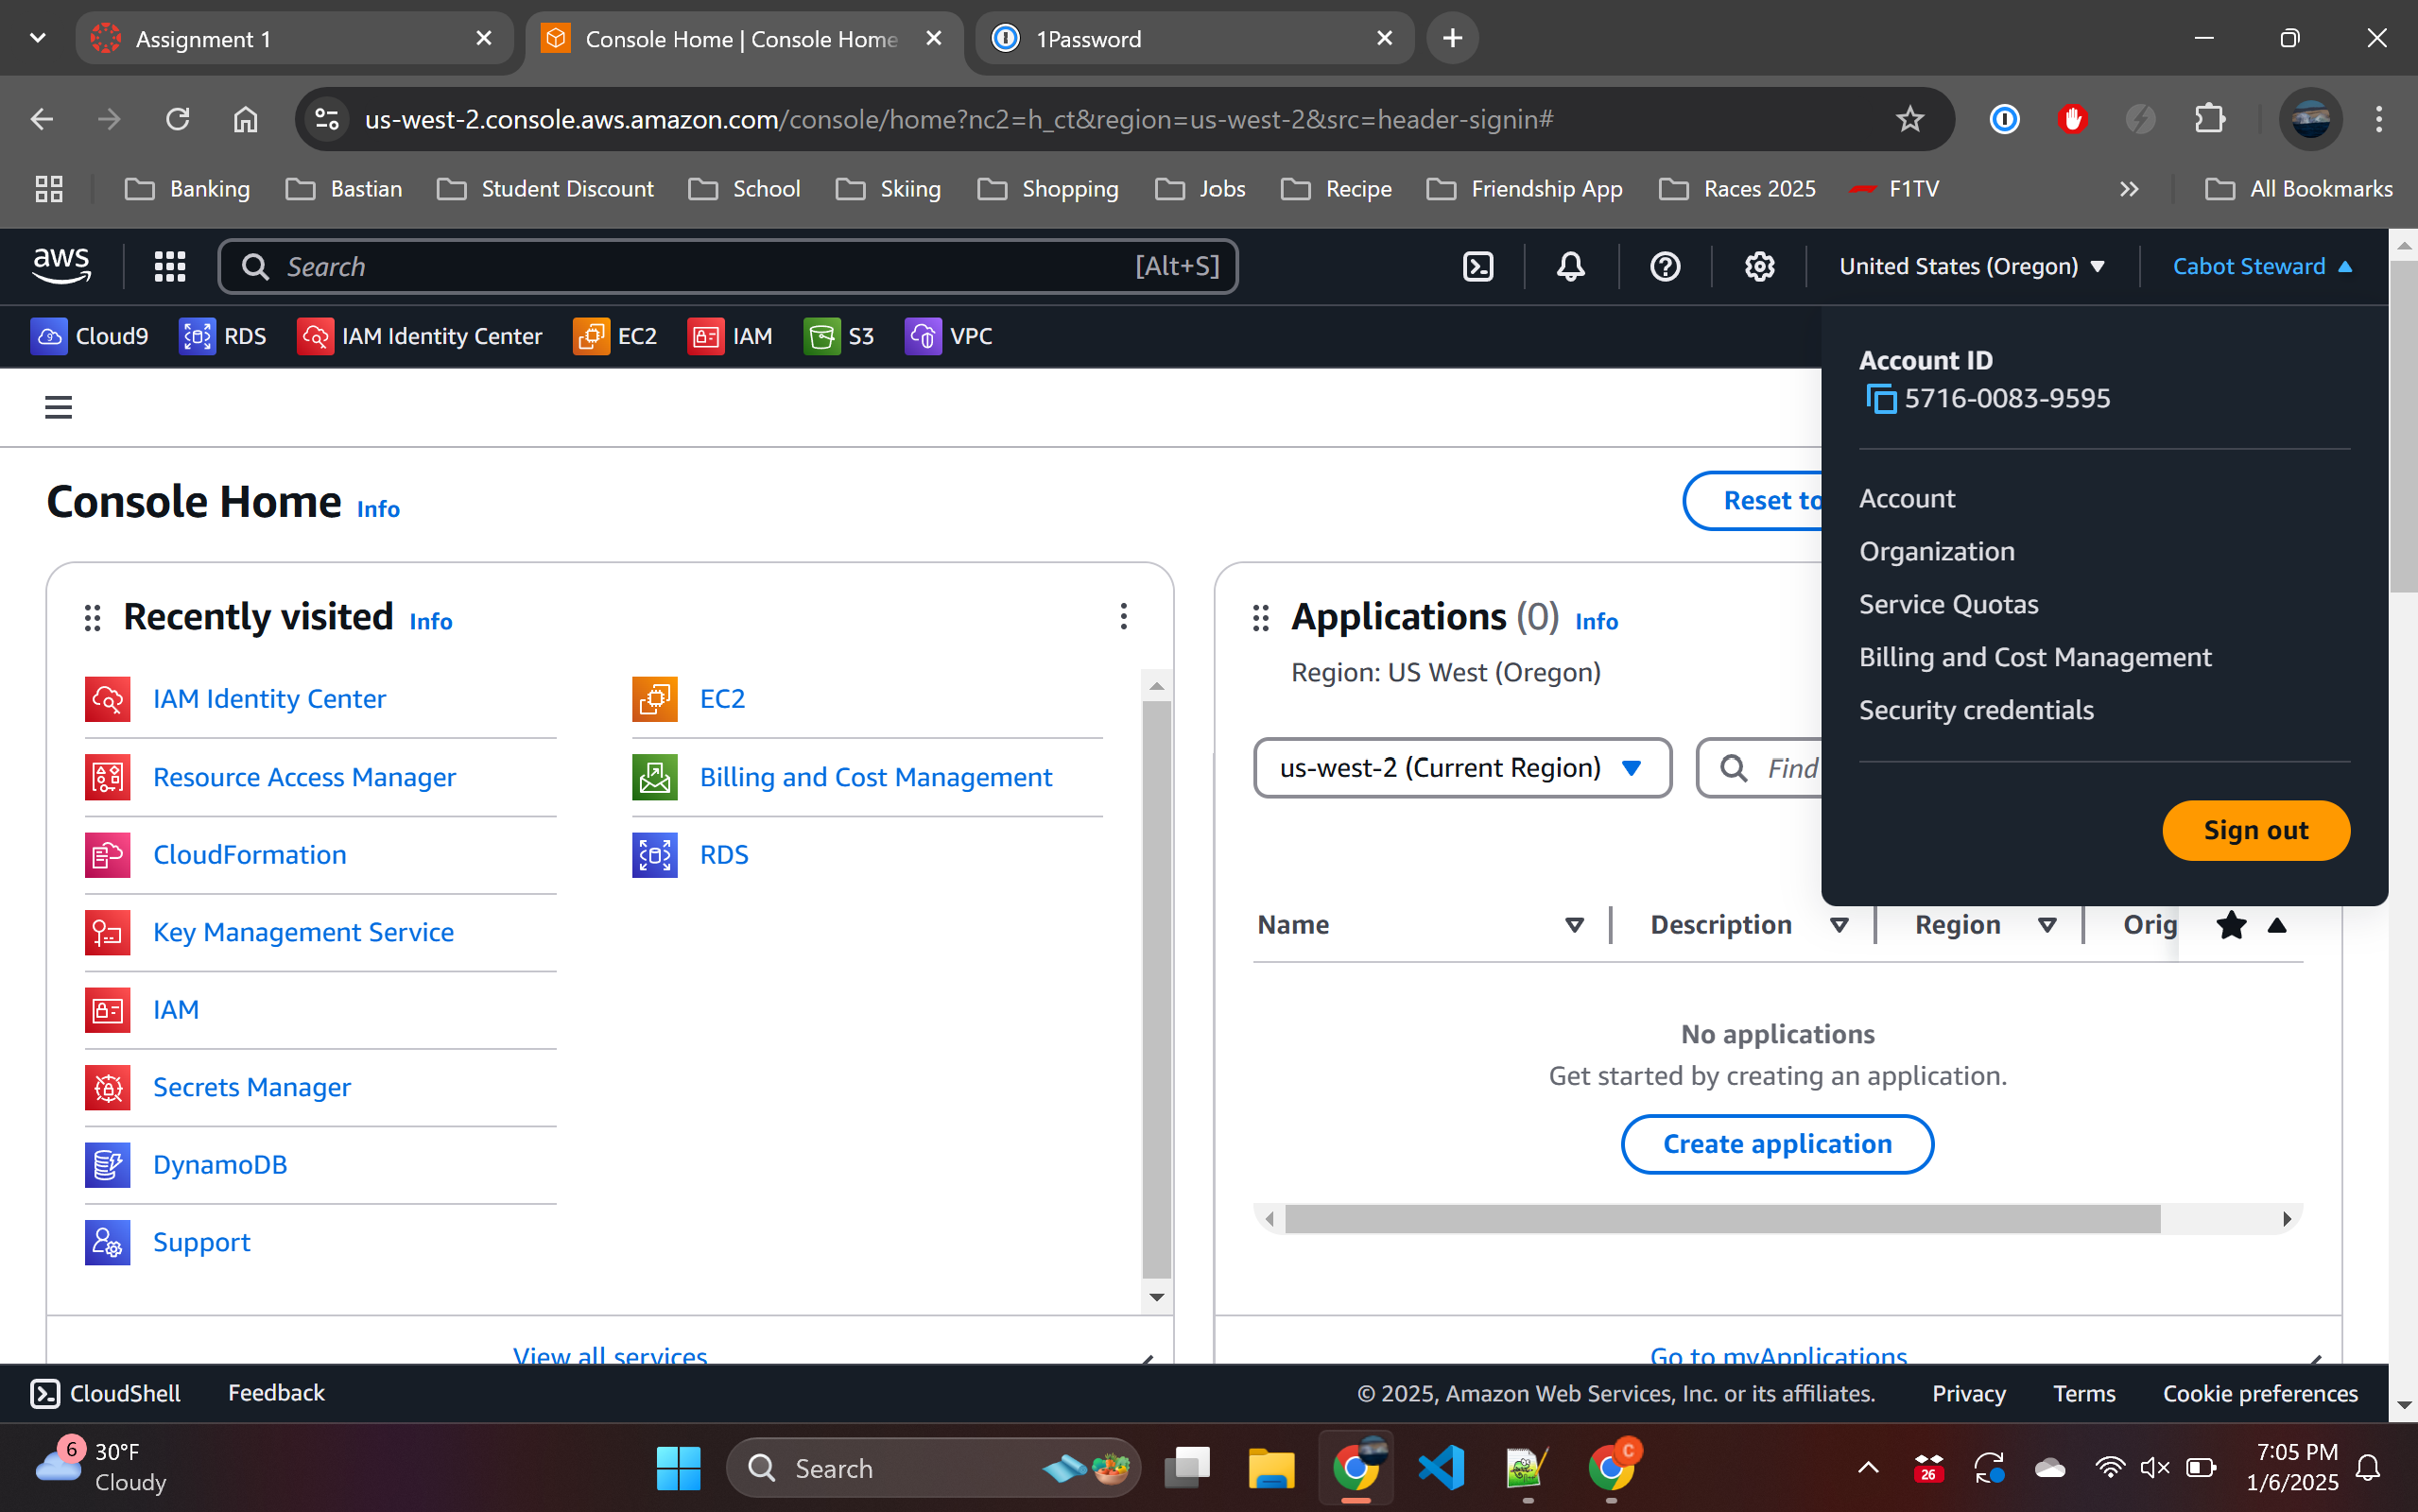 Assignment 1
Console Home | Console Home
1Password
us-west-2.console.aws.amazon.com/console/home?nc2=h_ct&region=us-west-2&src=header-signin#
Banking
Bastian
Student Discount
School
Skiing
Shopping
Jobs
Recipe
Friendship App
Races 2025
F1TV
All Bookmarks
aws
Search
[Alt+S]
United States (Oregon)
Cabot Steward
Cloud9
RDS
IAM Identity Center
EC2
IAM
S3
VPC
Account ID
5716-0083-9595
Account
Organization
Service Quotas
Billing and Cost Management
Security credentials
Sign out
Console Home Info
Reset to
Recently visited Info
IAM Identity Center
Resource Access Manager
CloudFormation
Key Management Service
IAM
Secrets Manager
DynamoDB
Support
EC2
Billing and Cost Management
RDS
View all services
Applications (0) Info
Region: US West (Oregon)
us-west-2 (Current Region)
Find
Name
Description
Region
Orig
No applications
Get started by creating an application.
Create application
Go to myApplications
CloudShell
Feedback
© 2025, Amazon Web Services, Inc. or its affiliates.
Privacy
Terms
Cookie preferences
6
30°F
Cloudy
Search
C
26
7:05 PM
1/6/2025